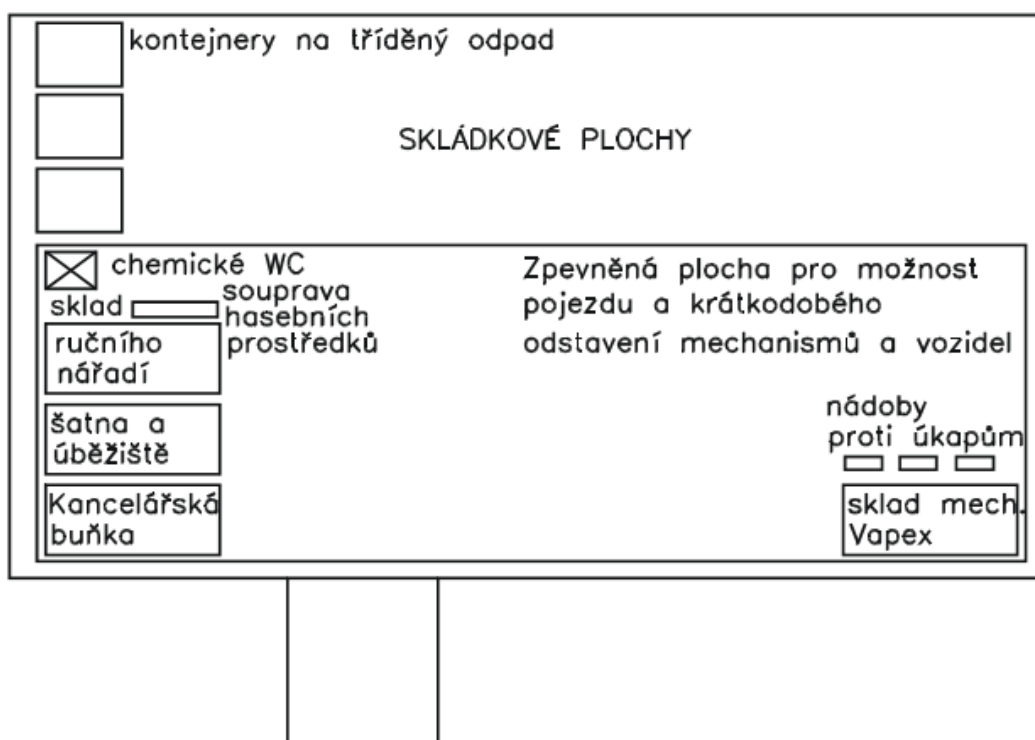 kontejnery na tříděný odpad
SKLÁDKOVÉ PLOCHY
chemické WC
souprava
hasebních
prostředků
sklad
ručního
nářadí
šatna a
úběžiště
Kancelářská
buňka
Zpevněná plocha pro možnost
pojezdu a krátkodobého
odstavení mechanismů a vozidel
nádoby
proti úkapům
sklad mech.
Vapex